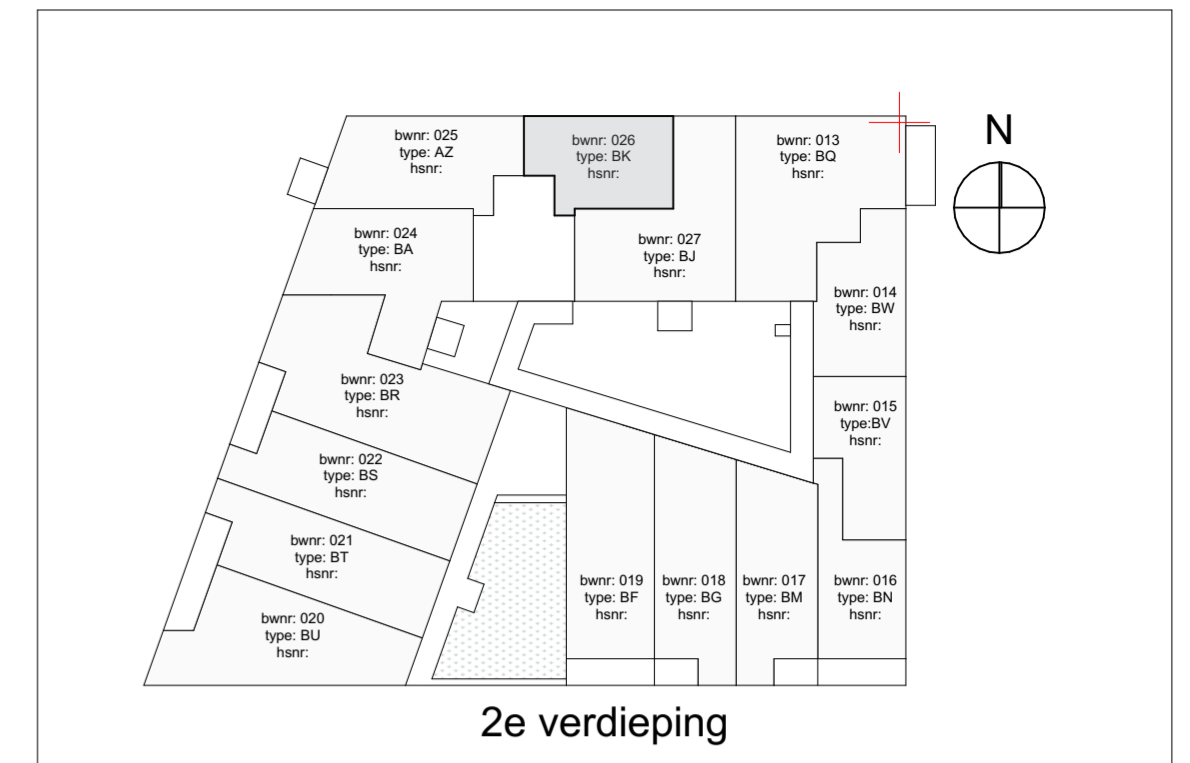 bwnr: 025
type: AZ
hsnr:
bwnr: 026
type: BK
hsnr:
bwnr: 013
type: BQ
hsnr:
N
bwnr: 024
type: BA
hsnr:
bwnr: 027
type: BJ
hsnr:
bwnr: 014
type: BW
hsnr:
bwnr: 023
type: BR
hsnr:
bwnr: 015
type:BV
hsnr:
bwnr: 022
type: BS
hsnr:
bwnr: 021
type: BT
hsnr:
bwnr: 020
type: BU
hsnr:
bwnr: 019
type: BF
hsnr:
bwnr: 018
type: BG
hsnr:
bwnr: 017
type: BM
hsnr:
bwnr: 016
type: BN
hsnr:
2e verdieping